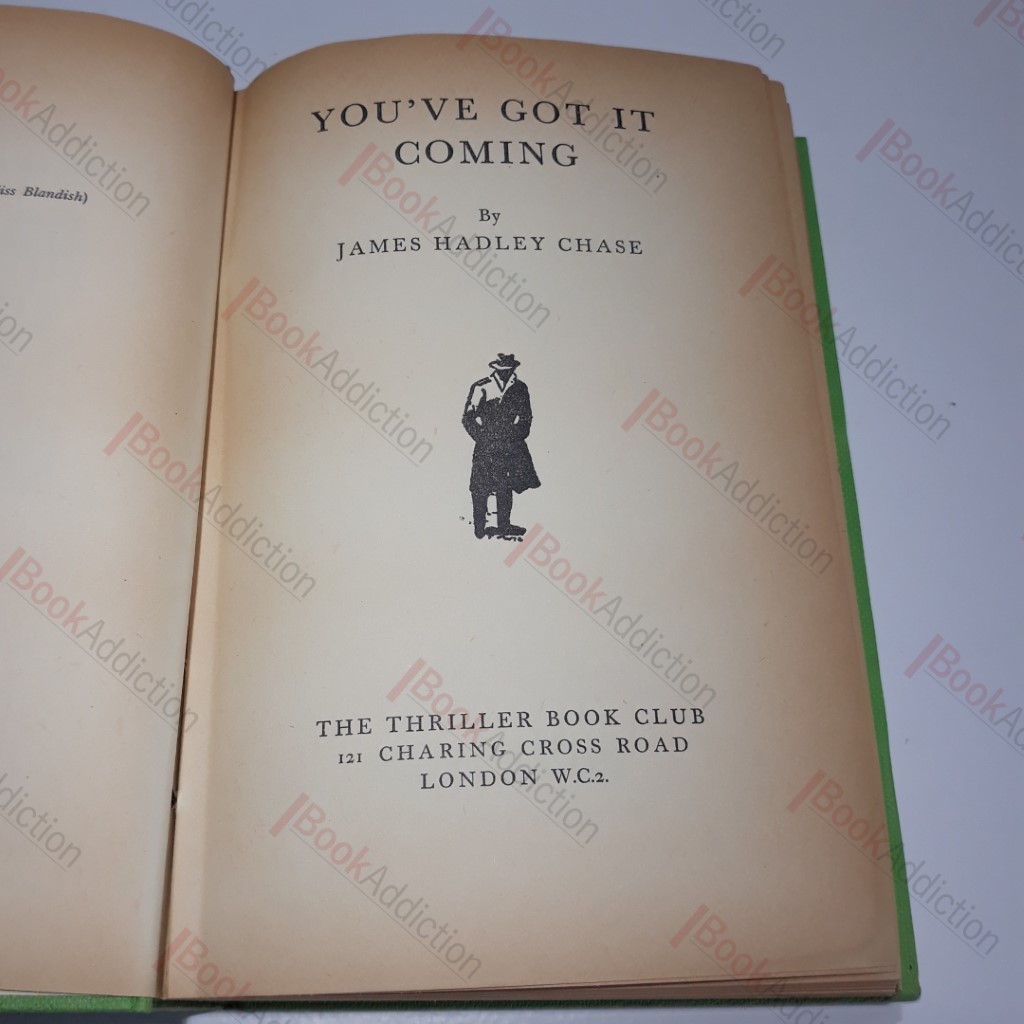 iss Blandish)
YOU'VE GOT IT
COMING
By
JAMES HADLEY CHASE
THE THRILLER BOOK CLUB
121 CHARING CROSS ROAD
LONDON W.C.2.
BookAddiction